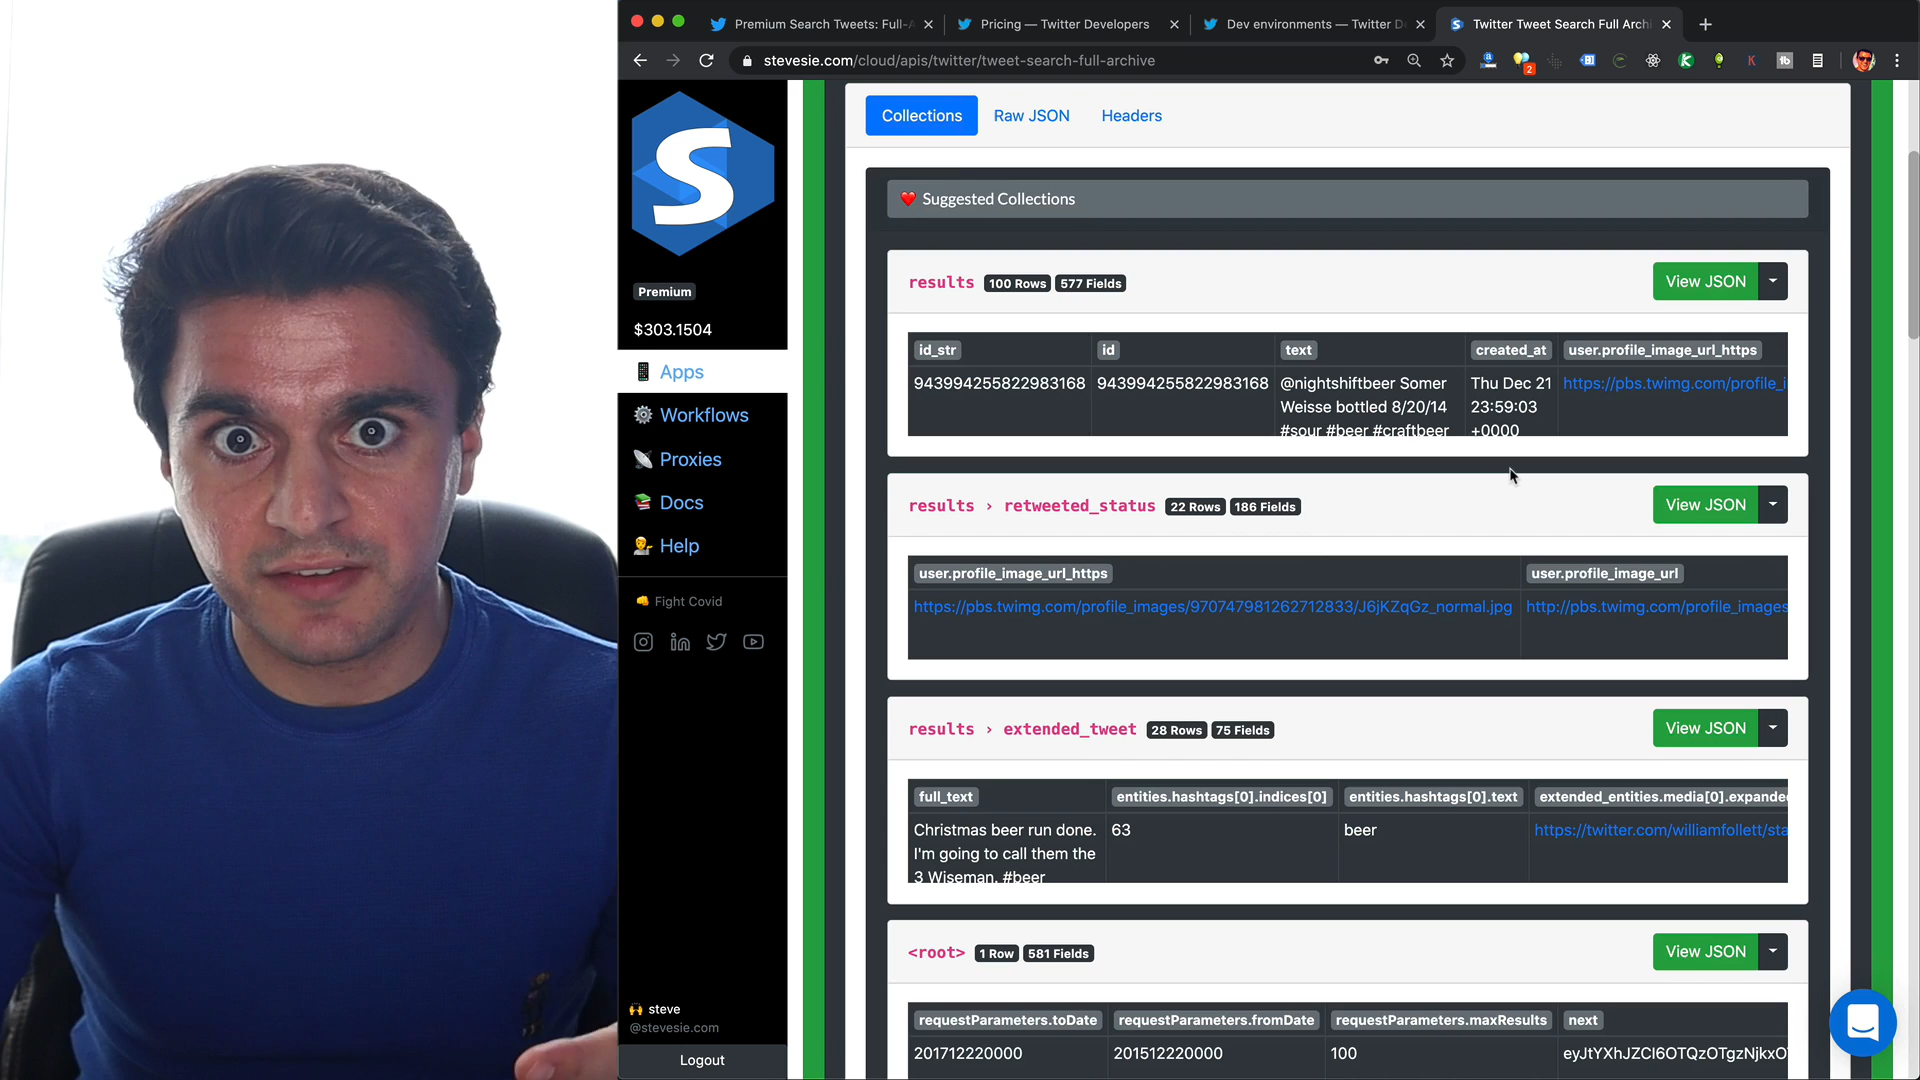 Premium Search Tweets: Full-A
Pricing — Twitter Developers
Dev environments — Twitter D
Twitter Tweet Search Full Archi
stevesie.com/cloud/apis/twitter/tweet-search-full-archive
2
Collections
Raw JSON
Headers
S
Premium
$303.1504
Apps
Workflows
Proxies
Docs
Help
Fight Covid
steve
@stevesie.com
Logout
Suggested Collections
results 100 Rows 577 Fields
View JSON
id_str id text created_at user.profile_image_url_https
943994255822983168 943994255822983168 @nightshiftbeer Somer Thu Dec 21 https://pbs.twimg.com/profile_i
Weisse bottled 8/20/14 23:59:03
#sour #beer #craftbeer +0000
results › retweeted_status 22 Rows 186 Fields
View JSON
user.profile_image_url_https user.profile_image_url
https://pbs.twimg.com/profile_images/970747981262712833/J6jKZqGz_normal.jpg http://pbs.twimg.com/profile_images
results › extended_tweet 28 Rows 75 Fields
View JSON
full_text entities.hashtags[0].indices[0] entities.hashtags[0].text extended_entities.media[0].expande
Christmas beer run done. 63 beer https://twitter.com/williamfollett/sta
I'm going to call them the
3 Wiseman. #beer
<root> 1 Row 581 Fields
View JSON
requestParameters.toDate requestParameters.fromDate requestParameters.maxResults next
201712220000 201512220000 100 eyJtYXhJZCI6OTQzOTgzNjkxO